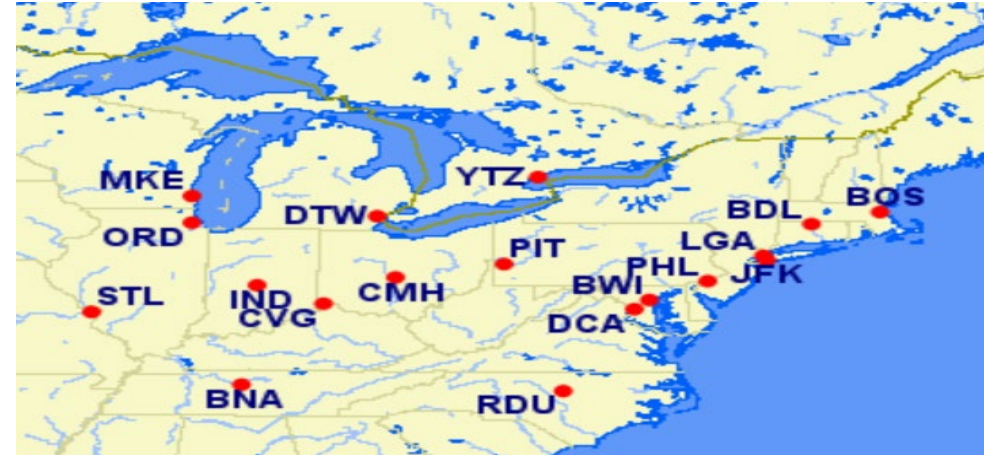 MKE
YTZ
BOS
DTW
BDL
ORD
LGA
PIT
PHL
JFK
BWI
CMH
STL
IND
CVG
DCA
BNA
RDU